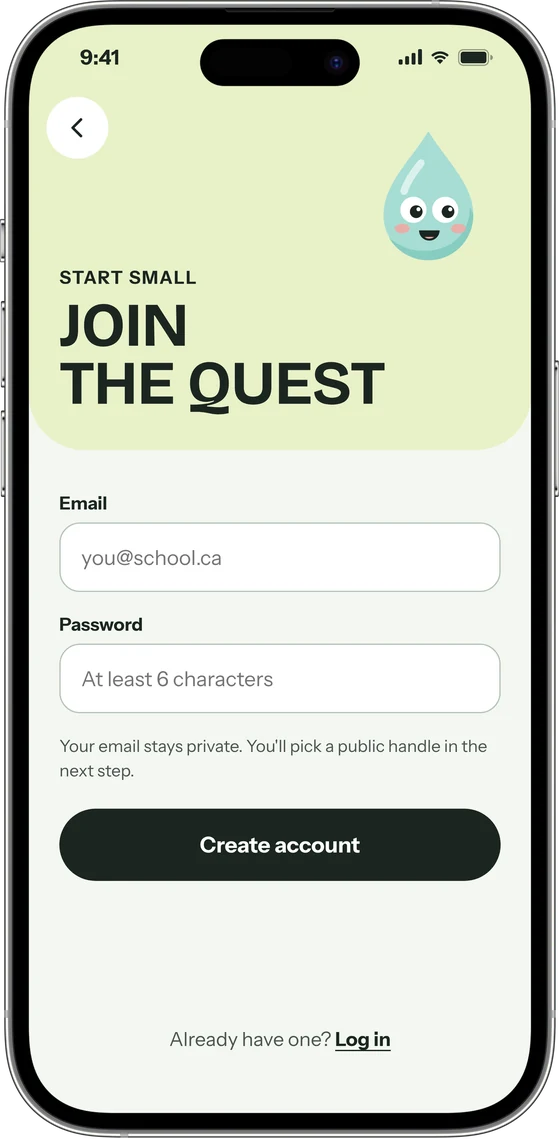 9:41
START SMALL
JOIN
THE QUEST
Email
you@school.ca
Password
At least 6 characters
Your email stays private. You'll pick a public handle in the
next step.
Create account
Already have one? Log in